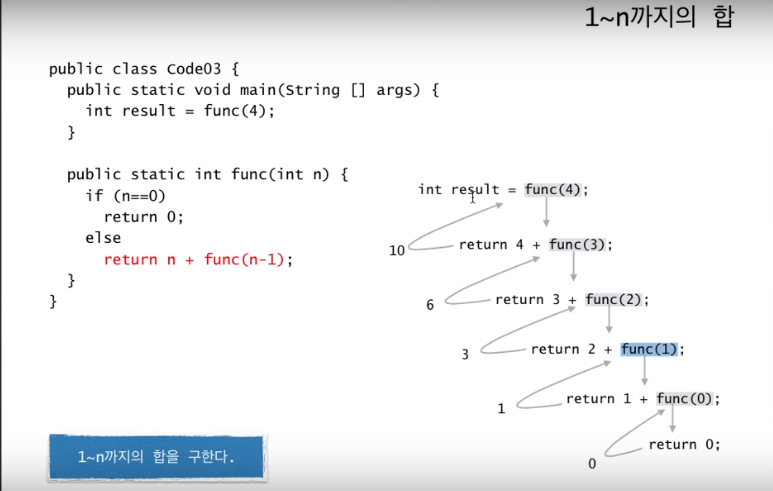 1~n까지의 합
public class Code03 {
public static void main(String [] args) {
int result = func(4);
}
public static int func(int n) {
if (n==0)
return 0;
else
return n + func(n-1);
}
}
int result = func(4);
10
return 4 + func(3);
6
return 3 + func(2);
3
return 2 + func(1);
1
return 1 + func(0);
0
return 0;
1~n까지의 합을 구한다.